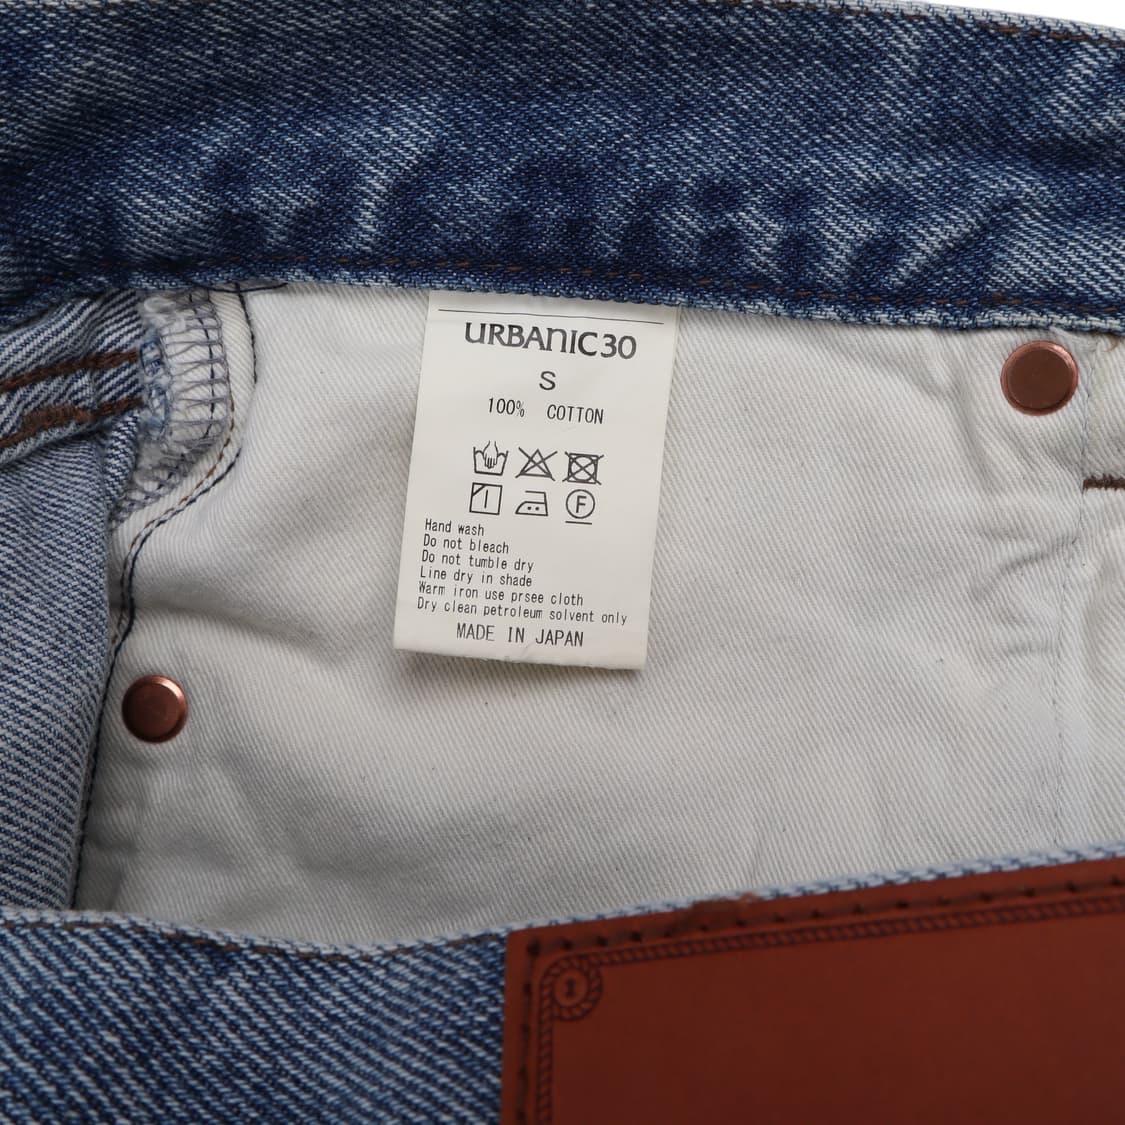 URBANIC30
S
100% COTTON
F
Hand wash
Do not bleach
Do not tumble dry
Line dry in shade
Warm iron use prsee cloth
Dry clean petroleum solvent only
MADE IN JAPAN